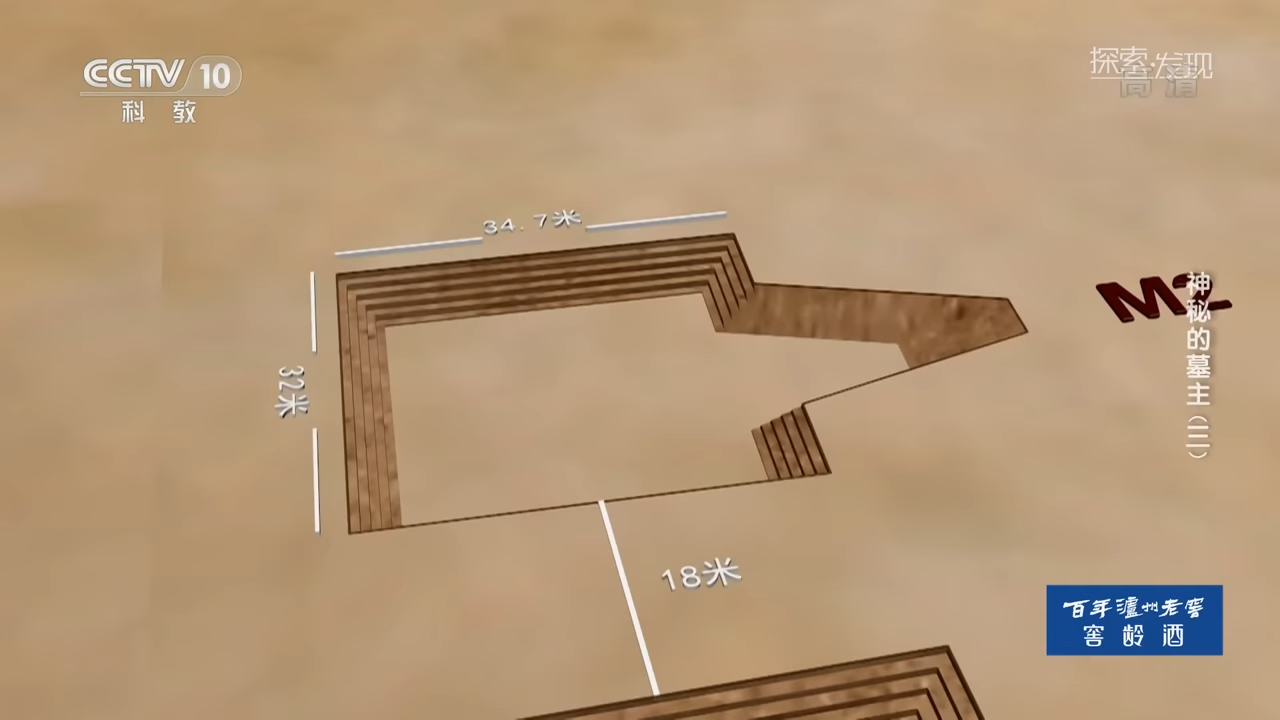 CCTV 10
科教
探索·发现
高清
34.7米
32米
M2
神秘的墓主（三）
18米
百年泸州老窖
窖龄酒